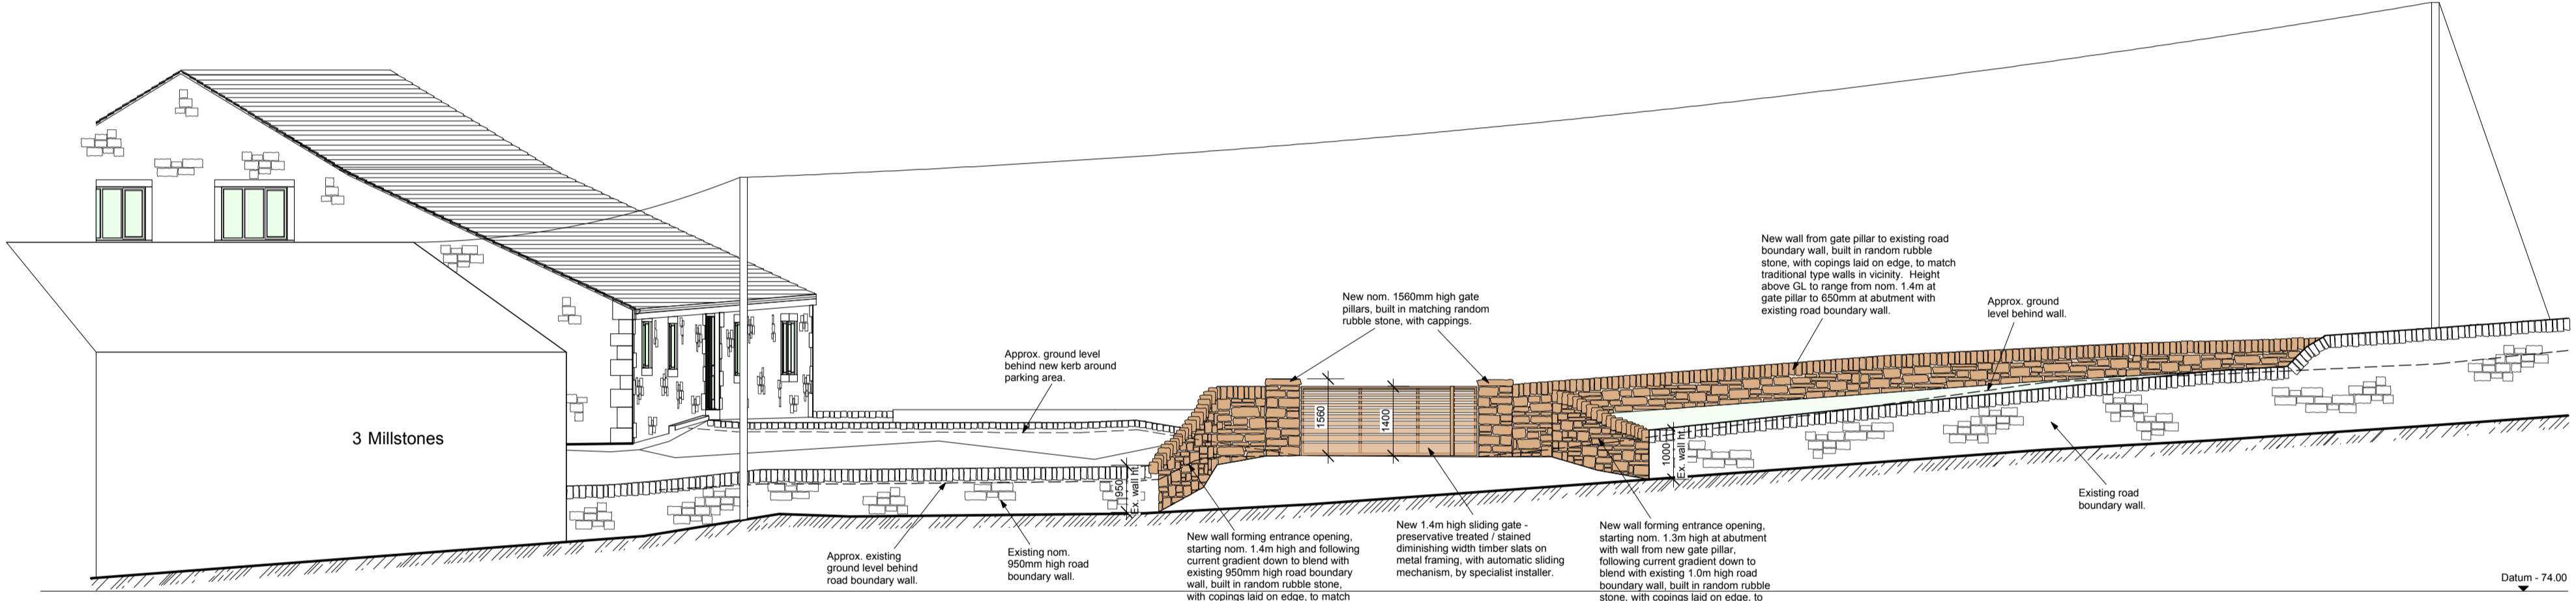 New wall from gate pillar to existing road
boundary wall, built in random rubble
stone, with copings laid on edge, to match
traditional type walls in vicinity. Height
above GL to range from nom. 1.4m at
gate pillar to 650mm at abutment with
existing road boundary wall.
New nom. 1560mm high gate
pillars, built in matching random
rubble stone, with cappings.
Approx. ground
level behind wall.
Approx. ground level
behind new kerb around
parking area.
3 Millstones
1560
1400
950
Ex. wall ht.
1000
Ex. wall ht.
Approx. existing
ground level behind
road boundary wall.
Existing nom.
950mm high road
boundary wall.
New wall forming entrance opening,
starting nom. 1.4m high and following
current gradient down to blend with
existing 950mm high road boundary
wall, built in random rubble stone,
with copings laid on edge, to match
New 1.4m high sliding gate -
preservative treated / stained
diminishing width timber slats on
metal framing, with automatic sliding
mechanism, by specialist installer.
New wall forming entrance opening,
starting nom. 1.3m high at abutment
with wall from new gate pillar,
following current gradient down to
blend with existing 1.0m high road
boundary wall, built in random rubble
stone, with copings laid on edge, to
Existing road
boundary wall.
Datum - 74.00